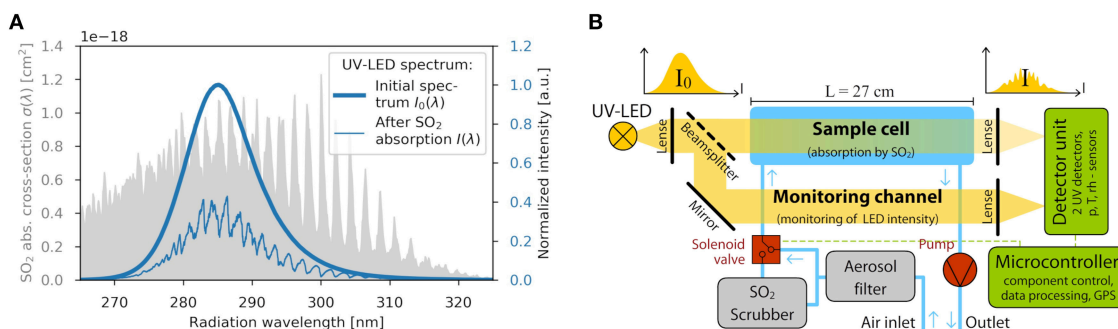 A
1e−18
1.4
1.2
1.0
0.8
0.6
0.4
0.2
0.0
SO2 abs. cross-section σ(λ) [cm2]
UV-LED spectrum:
Initial spec-
trum I0(λ)
After SO2
absorption I(λ)
1.2
1.0
0.8
0.6
0.4
0.2
0.0
Normalized intensity [a.u.]
270
280
290
300
310
320
Radiation wavelength [nm]
B
I0
l
I
l
L = 27 cm
UV-LED
Lense
Beamsplitter
Sample cell
(absorption by SO2)
Lense
Mirror
Monitoring channel
(monitoring of LED intensity)
Lense
Detector unit
2 UV detectors,
p, T, rh - sensors
Solenoid
valve
Pump
SO2
Scrubber
Aerosol
filter
Microcontroller
component control,
data processing, GPS
Air inlet
Outlet